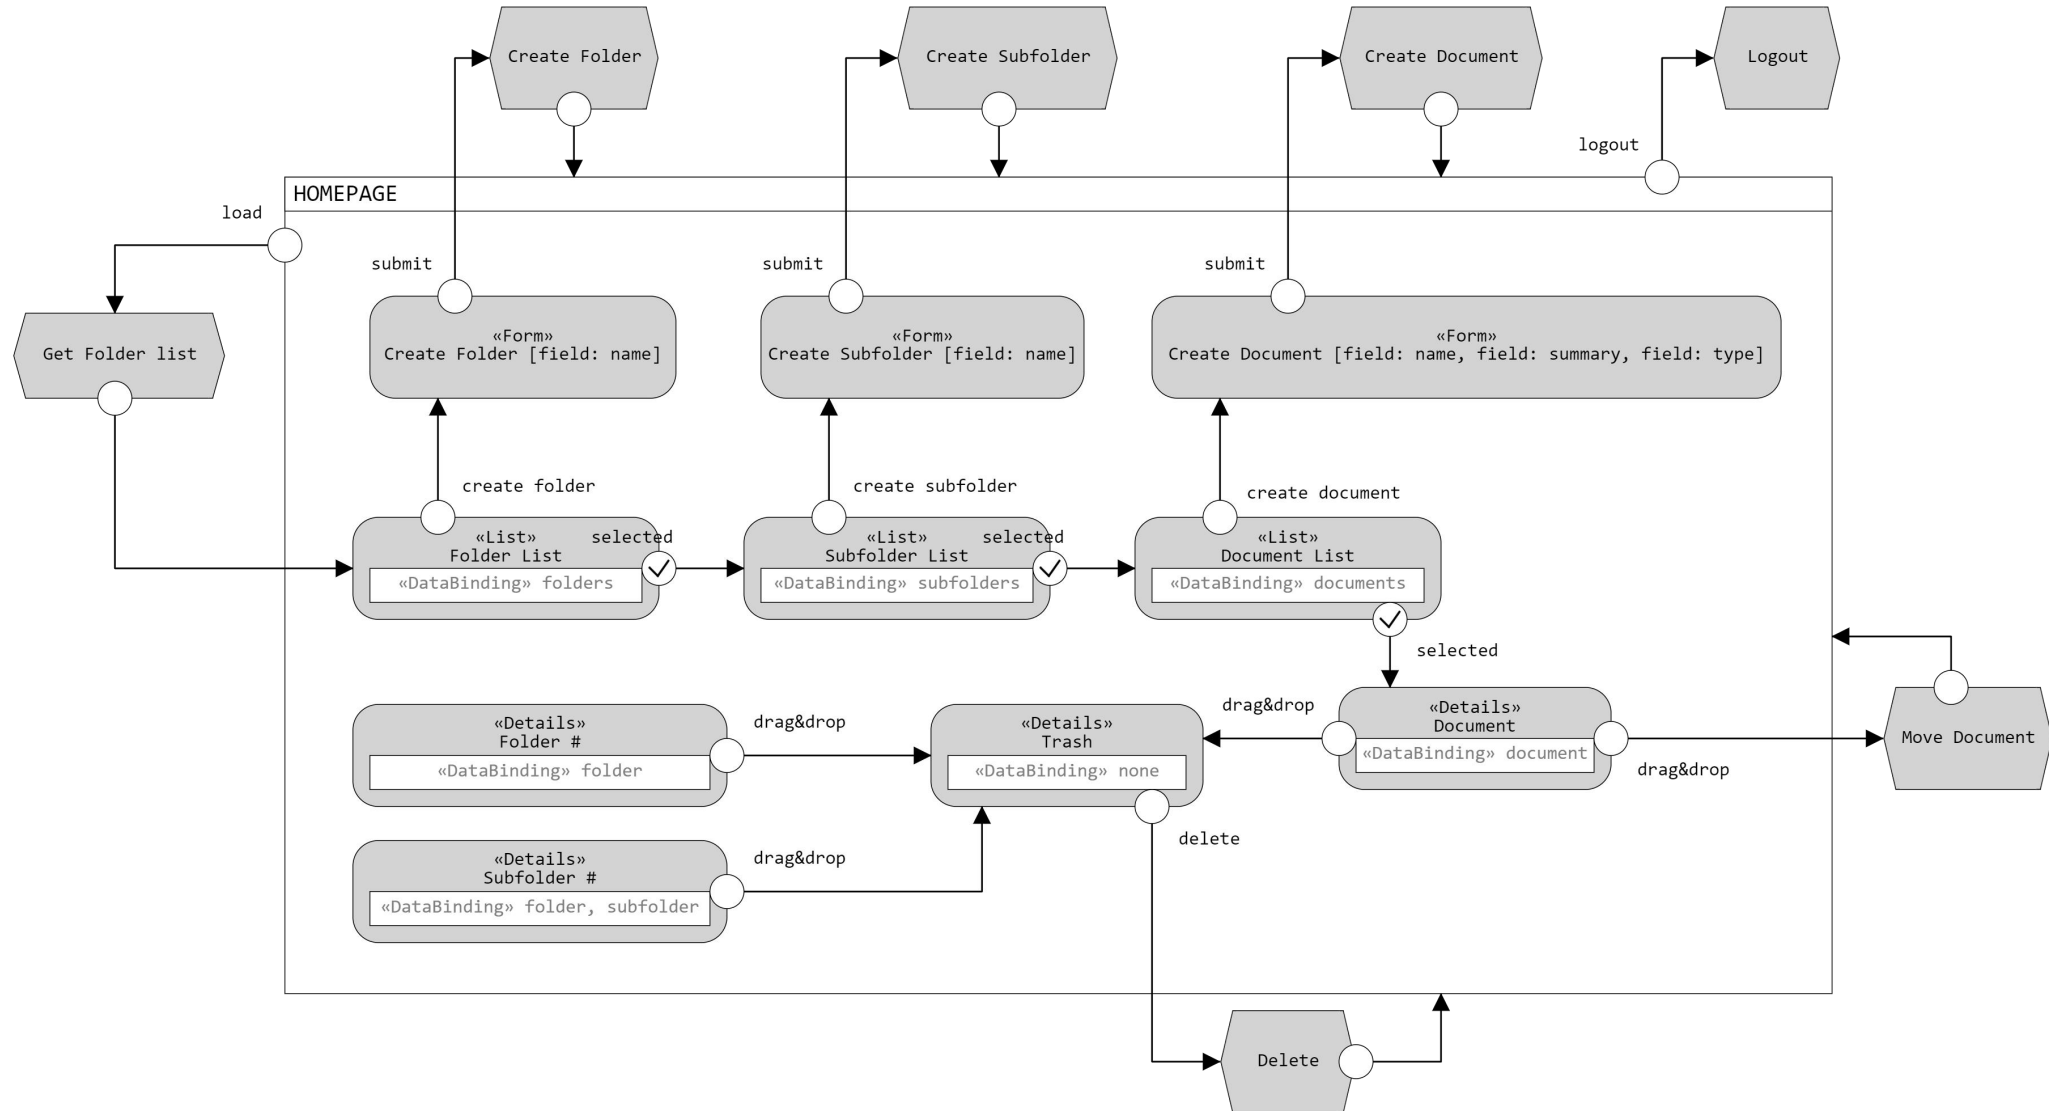 Create Folder
Create Subfolder
Create Document
Logout
logout
HOMEPAGE
load
submit
submit
submit
Get Folder list
«Form»
Create Folder [field: name]
«Form»
Create Subfolder [field: name]
«Form»
Create Document [field: name, field: summary, field: type]
create folder
create subfolder
create document
«List»
Folder List
«DataBinding» folders
selected
«List»
Subfolder List
«DataBinding» subfolders
selected
«List»
Document List
«DataBinding» documents
selected
«Details»
Folder #
«DataBinding» folder
drag&drop
«Details»
Trash
«DataBinding» none
drag&drop
«Details»
Document
«DataBinding» document
drag&drop
Move Document
delete
«Details»
Subfolder #
«DataBinding» folder, subfolder
drag&drop
Delete